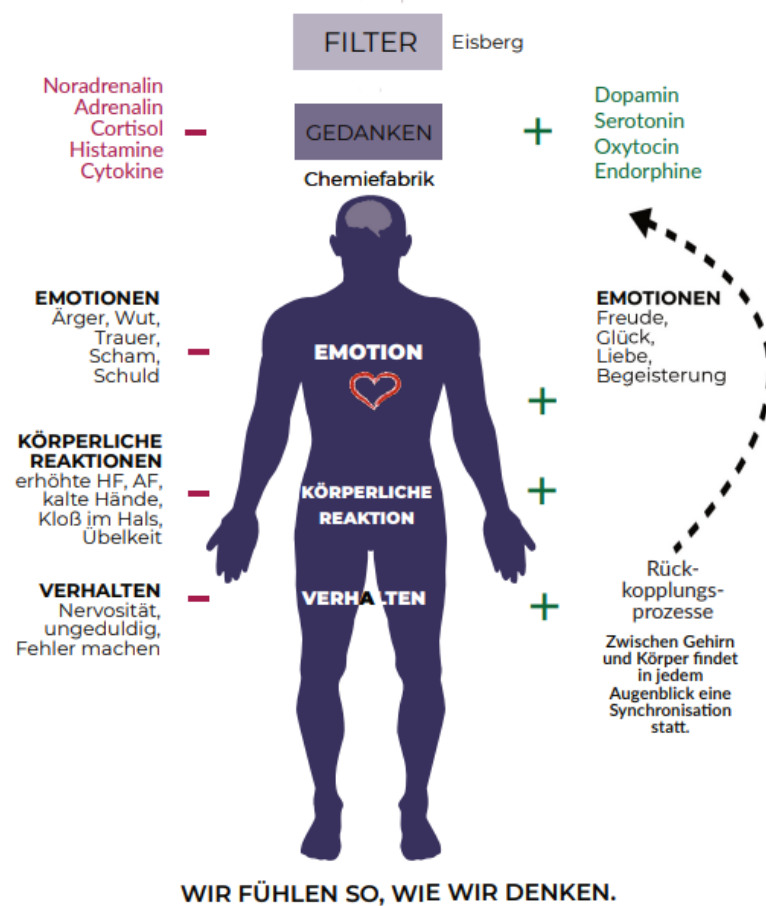 FILTER
Eisberg
Noradrenalin
Adrenalin
Cortisol
Histamine
Cytokine
GEDANKEN
Chemiefabrik
Dopamin
Serotonin
Oxytocin
Endorphine
EMOTIONEN
Ärger, Wut,
Trauer,
Scham,
Schuld
EMOTION
EMOTIONEN
Freude,
Glück,
Liebe,
Begeisterung
KÖRPERLICHE
REAKTIONEN
erhöhte HF, AF,
kalte Hände,
Kloß im Hals,
Übelkeit
KÖRPERLICHE
REAKTION
VERHALTEN
Nervosität,
ungeduldig,
Fehler machen
VERHALTEN
Rück-
kopplungs-
prozesse
Zwischen Gehirn
und Körper findet
in jedem
Augenblick eine
Synchronisation
statt.
WIR FÜHLEN SO, WIE WIR DENKEN.